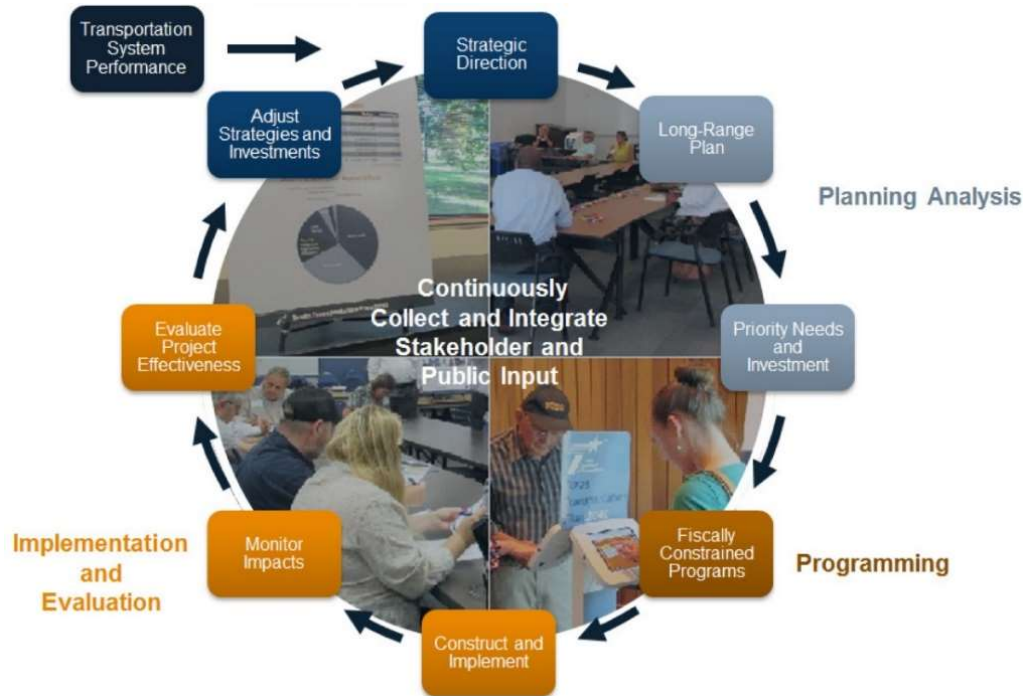 Transportation
System
Performance
Strategic
Direction
Adjust
Strategies and
Investments
Long-Range
Plan
Planning Analysis
Continuously
Collect and Integrate
Stakeholder and
Public Input
Evaluate
Project
Effectiveness
Priority Needs
and
Investment
Implementation
and
Evaluation
Monitor
Impacts
Fiscally
Constrained
Programs
Programming
Construct and
Implement